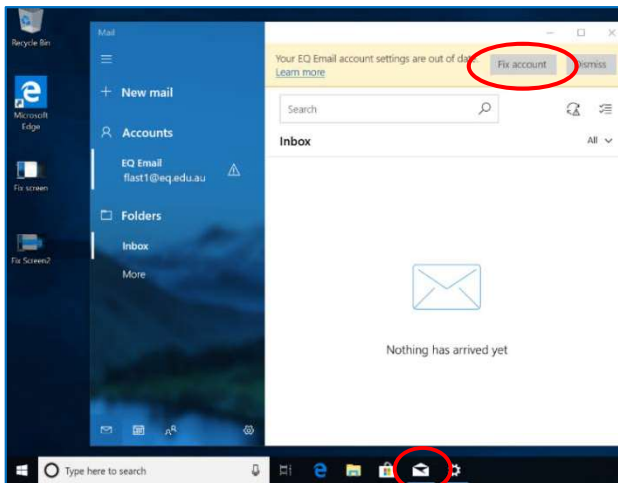 Recycle Bin
Microsoft
Edge
Fix screen
Fix Screen2
Mail
New mail
Accounts
EQ Email
flast1@eq.edu.au
Folders
Inbox
More
Your EQ Email account settings are out of date.
Learn more
Fix account
Dismiss
Search
Inbox
All
Nothing has arrived yet
Type here to search